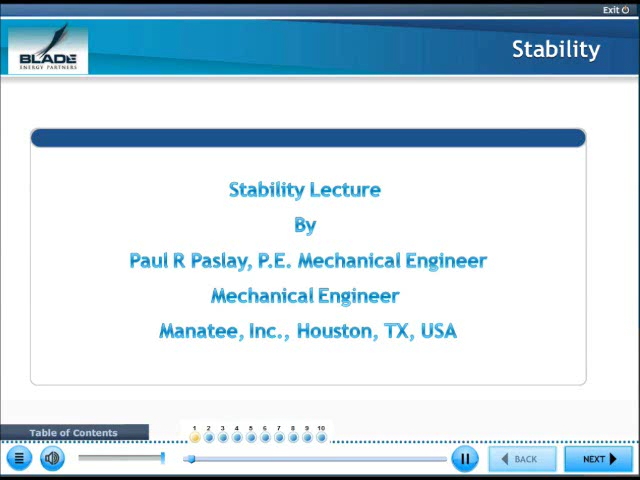 Exit
BLADE
ENERGY PARTNERS
Stability
Stability Lecture
By
Paul R Paslay, P.E. Mechanical Engineer
Mechanical Engineer
Manatee, Inc., Houston, TX, USA
Table of Contents
1 2 3 4 5 6 7 8 9 10
BACK
NEXT